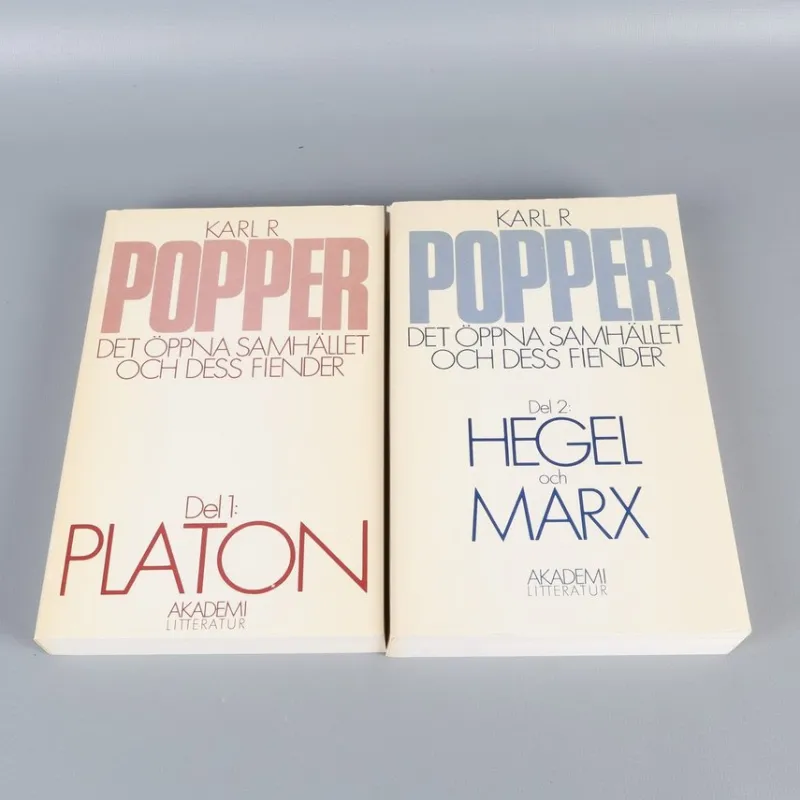 KARL R
POPPER
DET ÖPPNA SAMHÄLLET
OCH DESS FIENDER
Del 1:
PLATON
AKADEMI
LITTERATUR
KARL R
POPPER
DET ÖPPNA SAMHÄLLET
OCH DESS FIENDER
Del 2:
HEGEL
och
MARX
AKADEMI
LITTERATUR